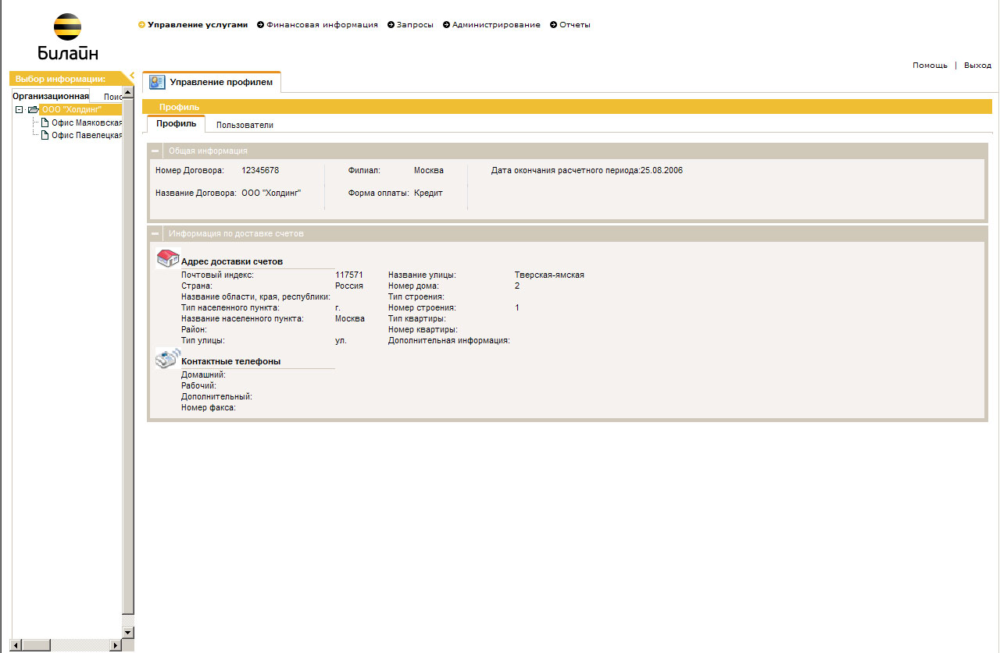 Билайн
Управление услугами Финансовая информация Запросы Администрирование Отчеты
Помощь | Выход
Выбор информации:
Организационная Поис
ООО "Холдинг"
Офис Маяковская
Офис Павелецкая
Управление профилем
Профиль
Профиль Пользователи
Общая информация
Номер Договора: 12345678 Филиал: Москва Дата окончания расчетного периода:25.08.2006
Название Договора: ООО "Холдинг" Форма оплаты: Кредит
Информация по доставке счетов
Адрес доставки счетов
Почтовый индекс: 117571 Название улицы: Тверская-ямская
Страна: Россия Номер дома: 2
Название области, края, республики: Тип строения:
Тип населенного пункта: г. Номер строения: 1
Название населенного пункта: Москва Тип квартиры:
Район: Номер квартиры:
Тип улицы: ул. Дополнительная информация:
Контактные телефоны
Домашний:
Рабочий:
Дополнительный:
Номер факса: